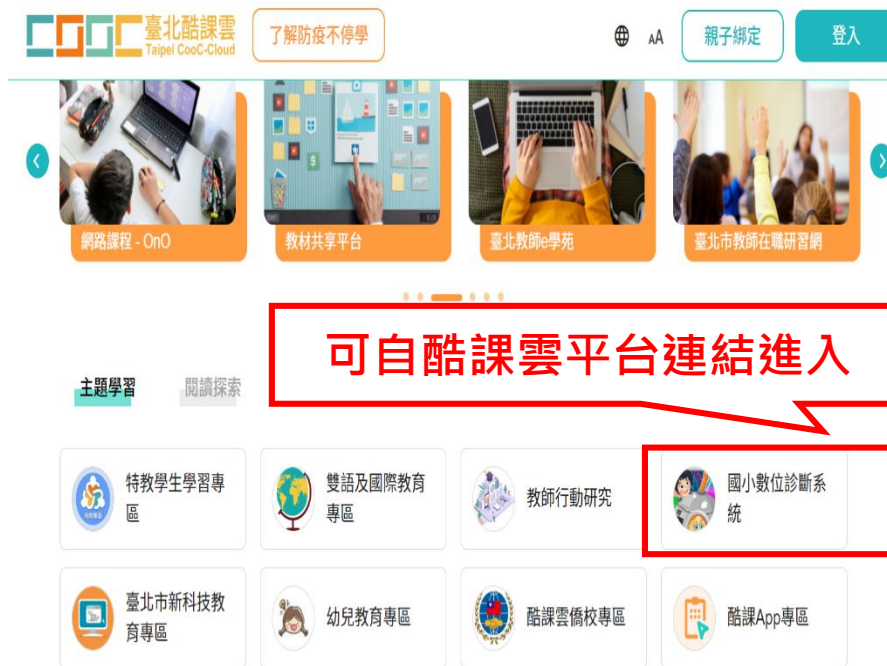 臺北酷課雲
Taipei CooC-Cloud
了解防疫不停學
AA
親子綁定
登入
網路課程 - OnO
教材共享平台
臺北教師e學苑
臺北市教師在職研習網
可自酷課雲平台連結進入
主題學習
閱讀探索
特教學生學習專
區
雙語及國際教育
專區
教師行動研究
國小數位診斷系
統
臺北市新科技教
育專區
幼兒教育專區
酷課雲僑校專區
酷課App專區